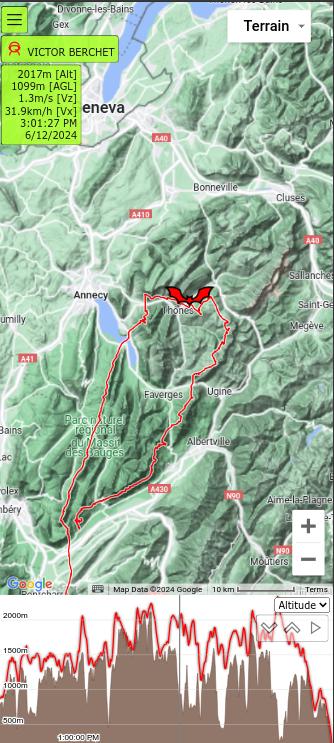 Divonne-les-Bains
Gex
Terrain
VICTOR BERCHET
2017m [Alt]
1099m [AGL]
1.3m/s [Vz]
31.9km/h [Vx]
3:01:27 PM
6/12/2024
eneva
A40
Bonneville
Cluses
A410
A40
Sallanches
Annecy
Saint-Ge
Thônes
umilly
Megève
A41
Faverges
Ugine
Parc naturel
régional
du Massif
des Bauges
Bains
Albertville
Lac
A430
N90
Aime-la-Plagne
béry
N90
Moûtiers
Google
Map Data ©2024 Google
10 km
Terms
Altitude
2000m
1500m
1000m
500m
1:00:00 PM